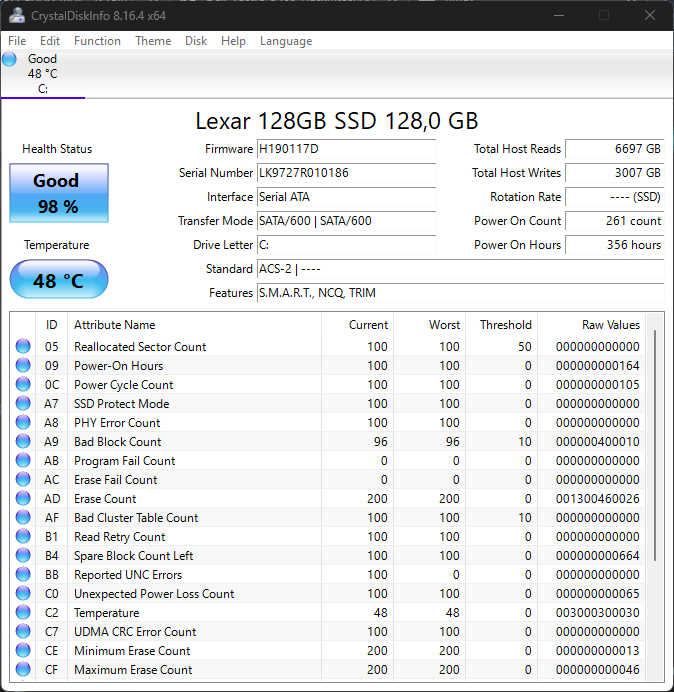 CrystalDiskInfo 8.16.4 x64
File Edit Function Theme Disk Help Language
Good
48 °C
C:
Lexar 128GB SSD 128,0 GB
Health Status
Good
98 %
Temperature
48 °C
Firmware H190117D
Serial Number LK9727R010186
Interface Serial ATA
Transfer Mode SATA/600 | SATA/600
Drive Letter C:
Standard ACS-2 | ----
Features S.M.A.R.T., NCQ, TRIM
Total Host Reads 6697 GB
Total Host Writes 3007 GB
Rotation Rate ---- (SSD)
Power On Count 261 count
Power On Hours 356 hours
ID Attribute Name Current Worst Threshold Raw Values
05 Reallocated Sector Count 100 100 50 000000000000
09 Power-On Hours 100 100 0 000000000164
0C Power Cycle Count 100 100 0 000000000105
A7 SSD Protect Mode 100 100 0 000000000000
A8 PHY Error Count 100 100 0 000000000000
A9 Bad Block Count 96 96 10 000000400010
AB Program Fail Count 0 0 0 000000000000
AC Erase Fail Count 0 0 0 000000000000
AD Erase Count 200 200 0 001300460026
AF Bad Cluster Table Count 100 100 10 000000000000
B1 Read Retry Count 100 100 0 000000000000
B4 Spare Block Count Left 100 100 0 000000000664
BB Reported UNC Errors 100 0 0 000000000000
C0 Unexpected Power Loss Count 100 100 0 000000000065
C2 Temperature 48 48 0 003000300030
C7 UDMA CRC Error Count 100 100 0 000000000000
CE Minimum Erase Count 200 200 0 000000000013
CF Maximum Erase Count 200 200 0 000000000046